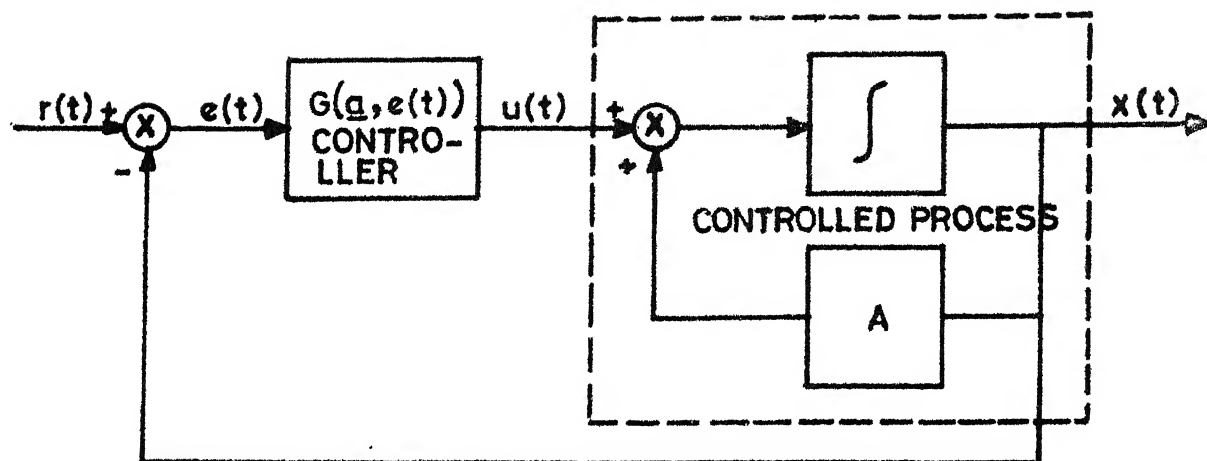 r(t) + e(t) G(a, e(t)) u(t) + x(t)
CONTRO-
LLER
X X ∫
- +
CONTROLLED PROCESS
A